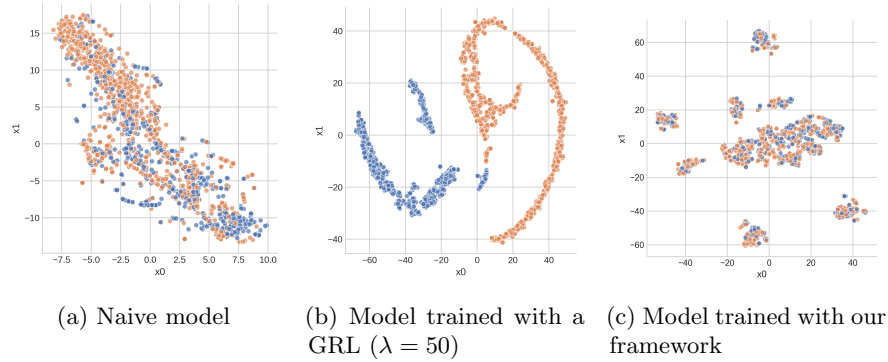 15
10
5
0
−5
−10
x1
−7.5 −5.0 −2.5 0.0 2.5 5.0 7.5 10.0
x0
(a) Naive model
40
20
0
−20
−40
x1
−60 −40 −20 0 20 40
x0
(b) Model trained with a
GRL (λ = 50)
60
40
20
0
−20
−40
−60
x1
−40 −20 0 20 40
x0
(c) Model trained with our
framework